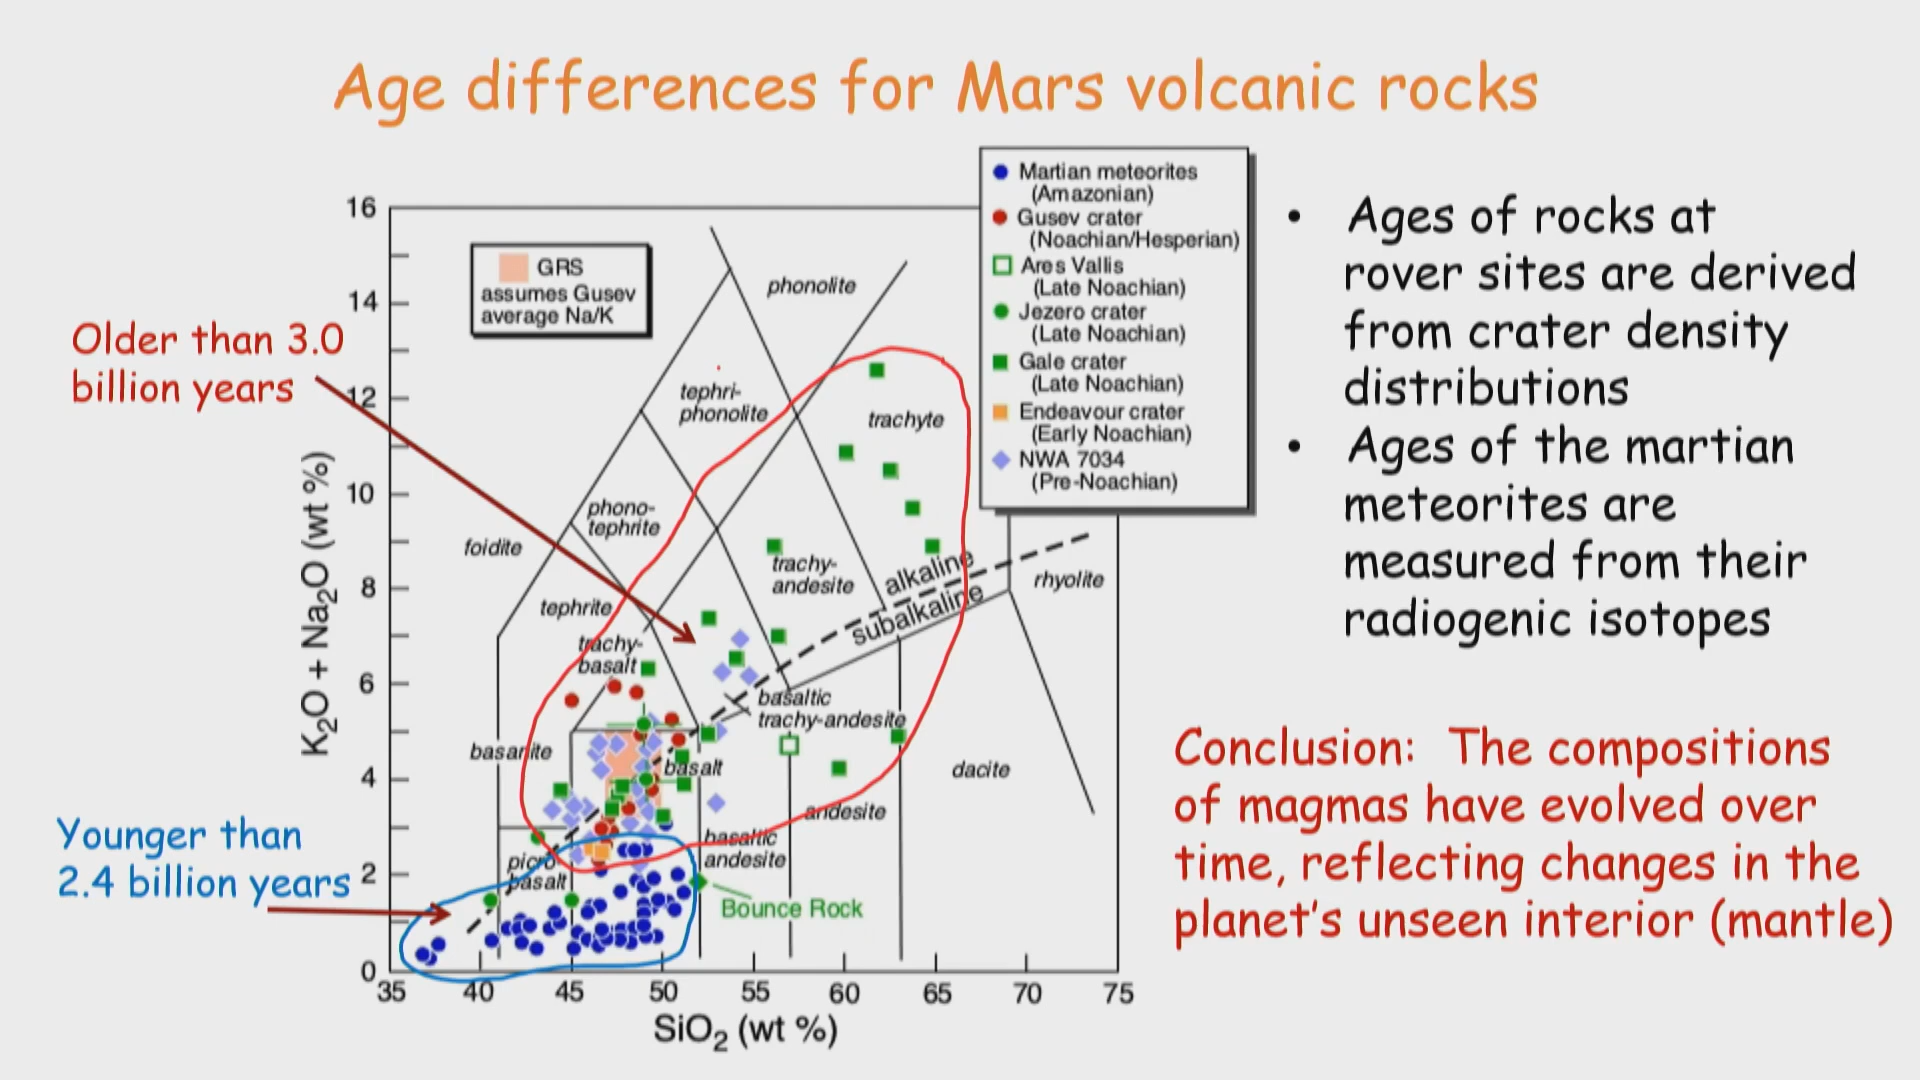 Age differences for Mars volcanic rocks
Martian meteorites
(Amazonian)
Gusev crater
(Noachian/Hesperian)
Ares Vallis
(Late Noachian)
Jezero crater
(Late Noachian)
Gale crater
(Late Noachian)
Endeavour crater
(Early Noachian)
NWA 7034
(Pre-Noachian)
GRS
assumes Gusev
average Na/K
Older than 3.0
billion years
Younger than
2.4 billion years
K₂O + Na₂O (wt %)
16
14
12
10
8
6
4
2
0
phonolite
tephri-
phonolite
trachyte
phono-
tephrite
foidite
trachy-
andesite
alkaline
subalkaline
rhyolite
tephrite
trachy-
basalt
basaltic
trachy-andesite
basanite
basalt
dacite
andesite
basaltic
andesite
picro
basalt
Bounce Rock
35
40
45
50
55
60
65
70
75
SiO₂ (wt %)
• Ages of rocks at
rover sites are derived
from crater density
distributions
• Ages of the martian
meteorites are
measured from their
radiogenic isotopes
Conclusion: The compositions
of magmas have evolved over
time, reflecting changes in the
planet's unseen interior (mantle)